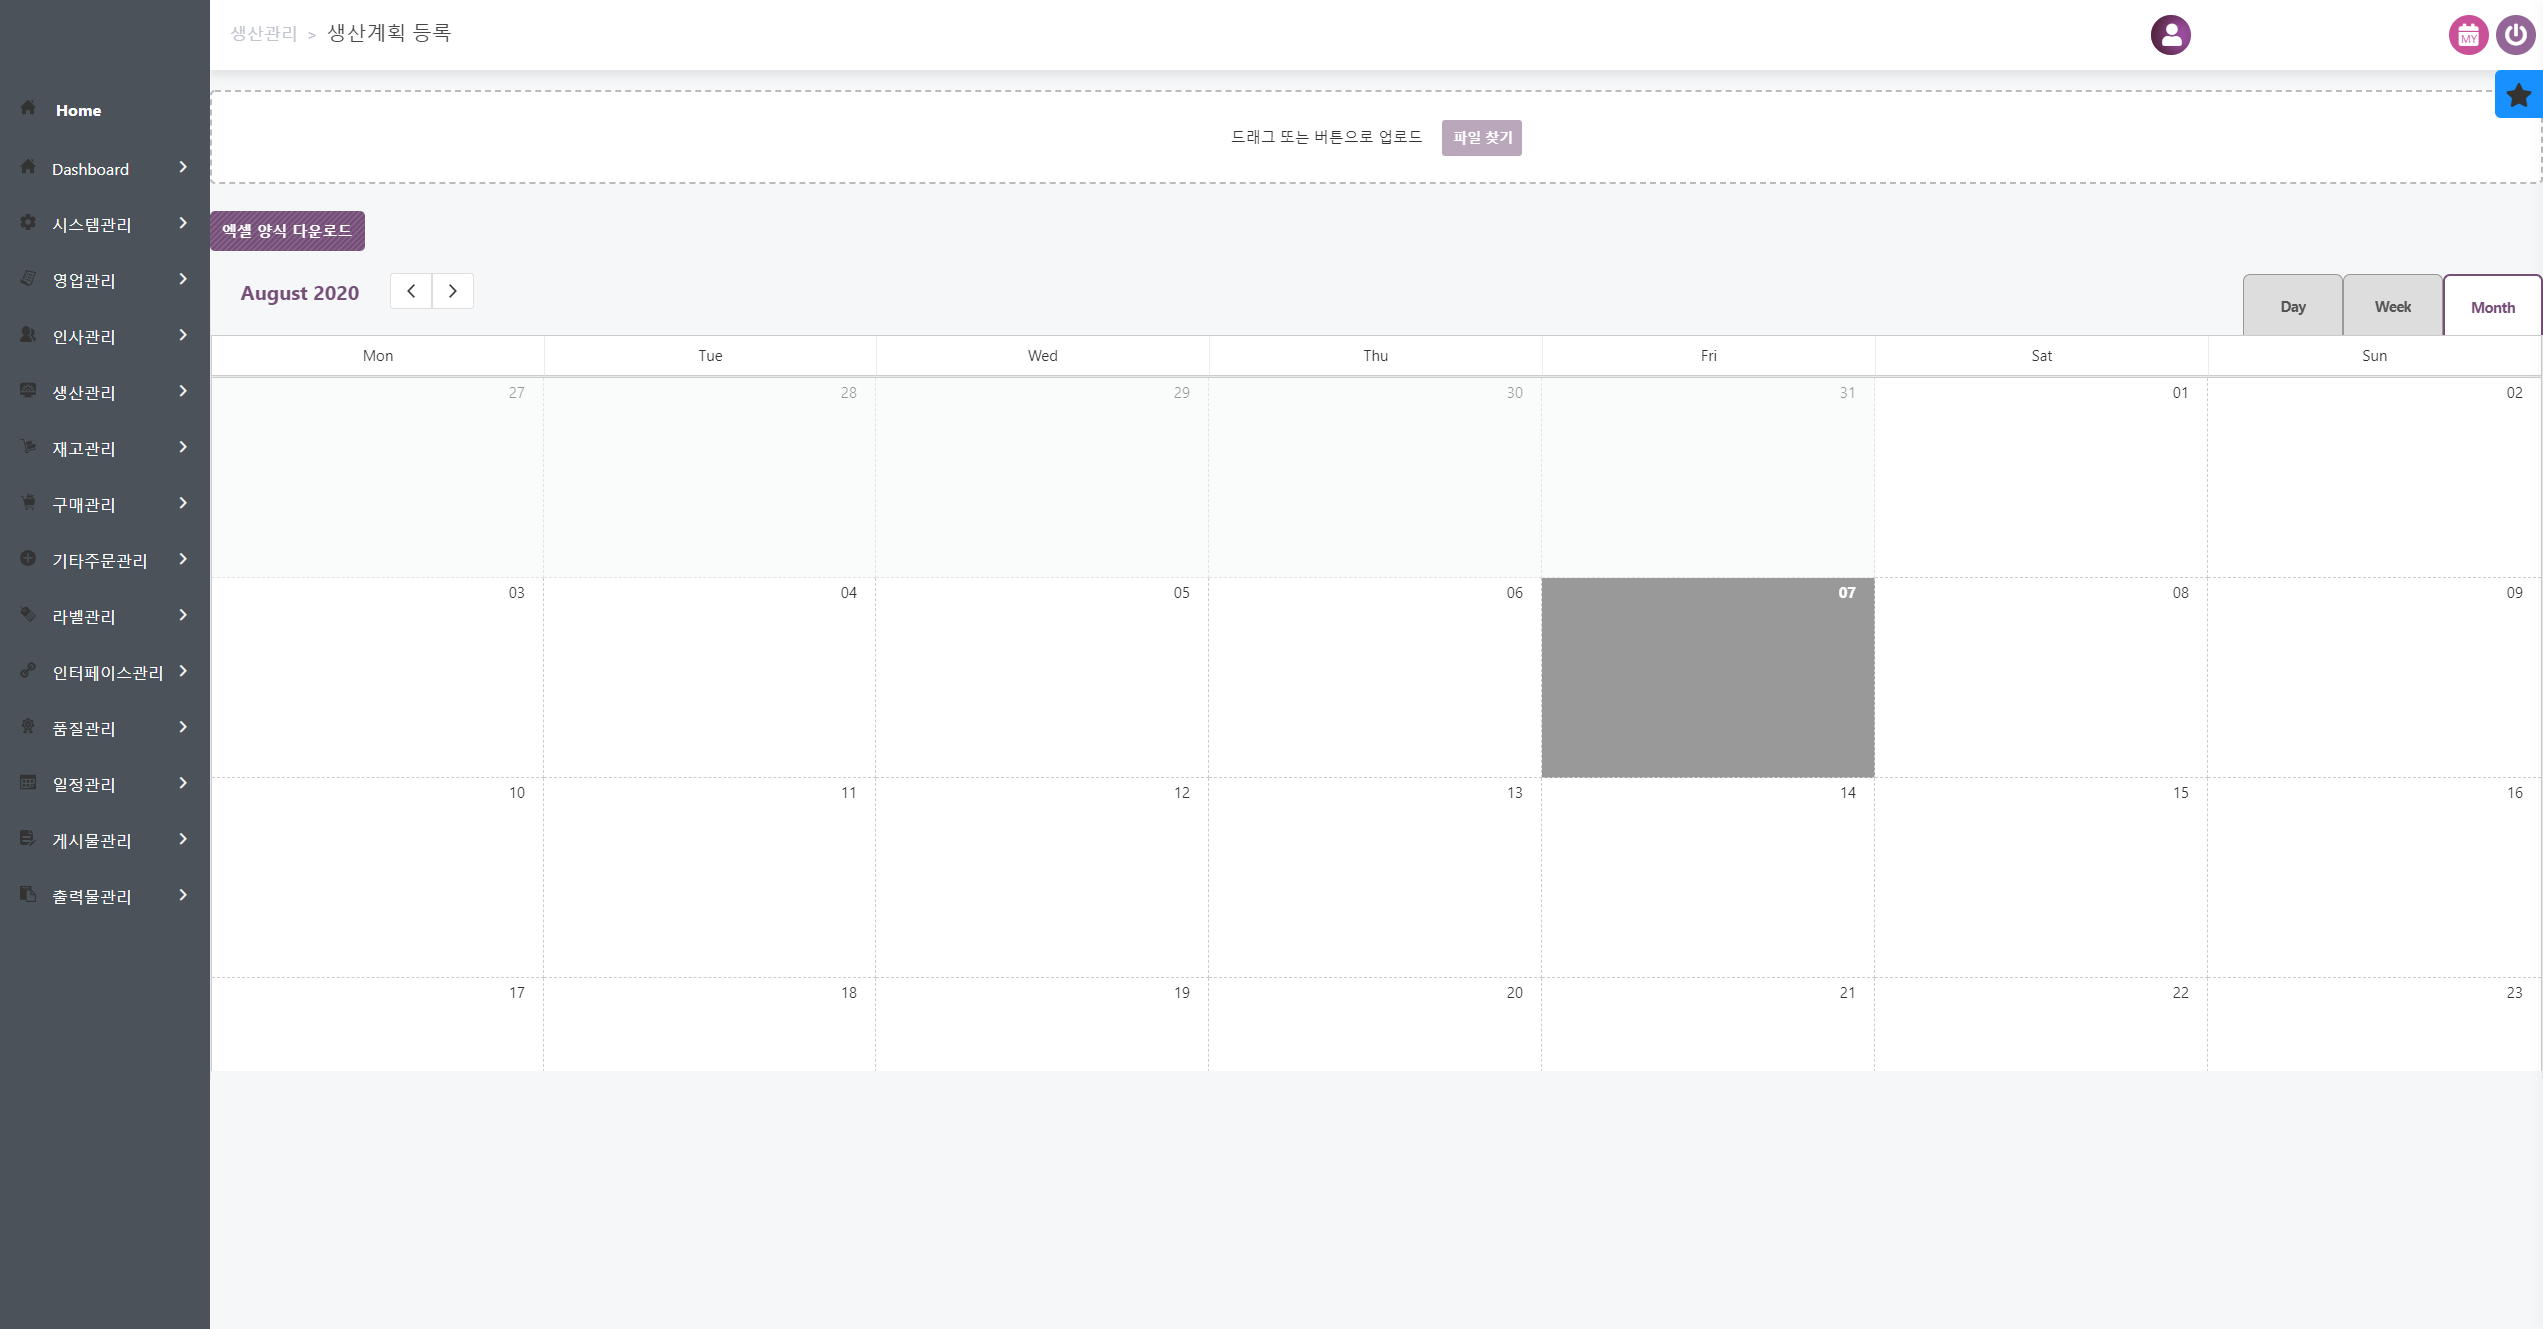 생산관리 > 생산계획 등록
MY
Home
Dashboard
시스템관리
영업관리
인사관리
생산관리
재고관리
구매관리
기타주문관리
라벨관리
인터페이스관리
품질관리
일정관리
게시물관리
출력물관리
드래그 또는 버튼으로 업로드 파일 찾기
엑셀 양식 다운로드
August 2020
Day Week Month
Mon Tue Wed Thu Fri Sat Sun
27 28 29 30 31 01 02
03 04 05 06 07 08 09
10 11 12 13 14 15 16
17 18 19 20 21 22 23